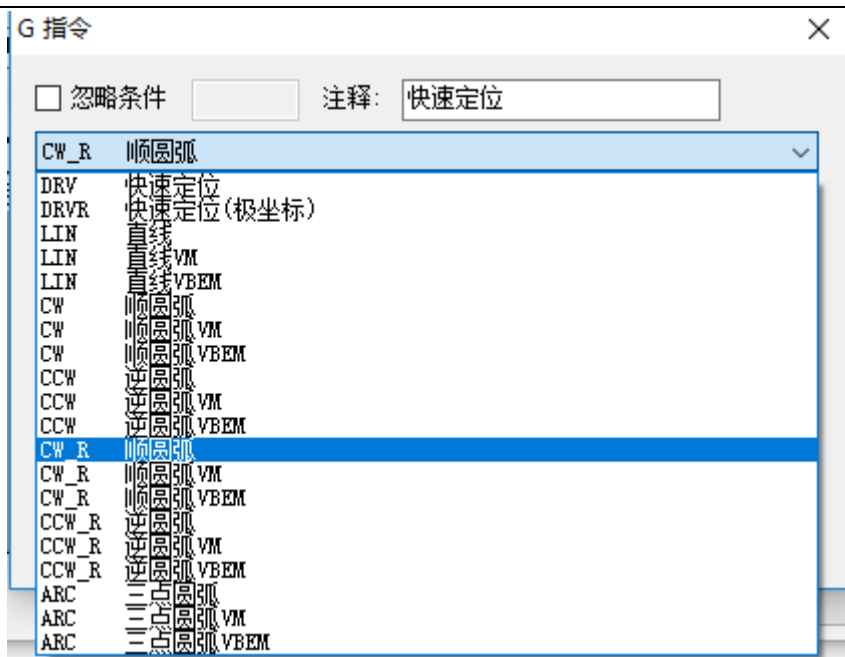 G 指令
忽略条件 注释: 快速定位
CW_R 顺圆弧
DRV 快速定位
DRVR 快速定位(极坐标)
LIN 直线
LIN 直线VM
LIN 直线VBEM
CW 顺圆弧
CW 顺圆弧VM
CW 顺圆弧VBEM
CCW 逆圆弧
CCW 逆圆弧VM
CCW 逆圆弧VBEM
CW_R 顺圆弧
CW_R 顺圆弧VM
CW_R 顺圆弧VBEM
CCW_R 逆圆弧
CCW_R 逆圆弧VM
CCW_R 逆圆弧VBEM
ARC 三点圆弧
ARC 三点圆弧VM
ARC 三点圆弧VBEM